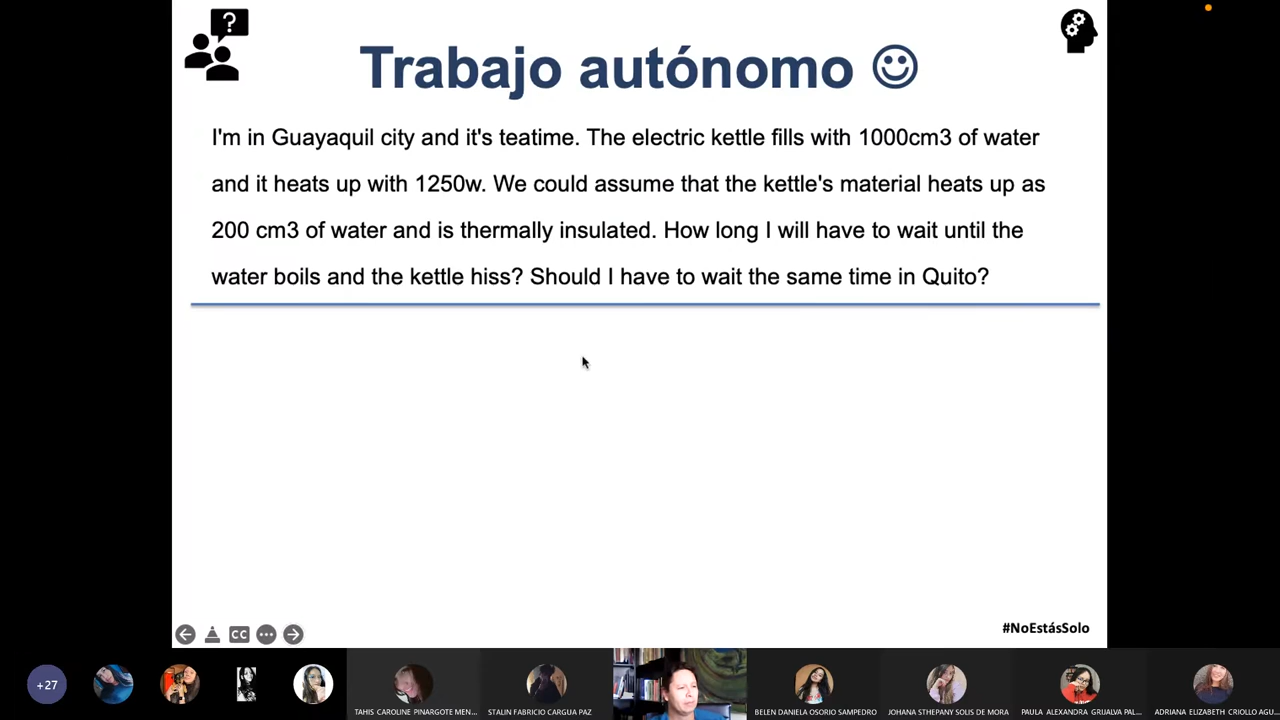 ?
Trabajo autónomo ☺
I'm in Guayaquil city and it's teatime. The electric kettle fills with 1000cm3 of water
and it heats up with 1250w. We could assume that the kettle's material heats up as
200 cm3 of water and is thermally insulated. How long I will have to wait until the
water boils and the kettle hiss? Should I have to wait the same time in Quito?
CC
#NoEstásSolo
+27
TAHIS CAROLINE PINARGOTE MEN...
STALIN FABRICIO CARGUA PAZ
BELEN DANIELA OSORIO SAMPEDRO
JOHANA STHEPANY SOLIS DE MORA
PAULA ALEXANDRA GRIJALVA PAL...
ADRIANA ELIZABETH CRIOLLO AGU...